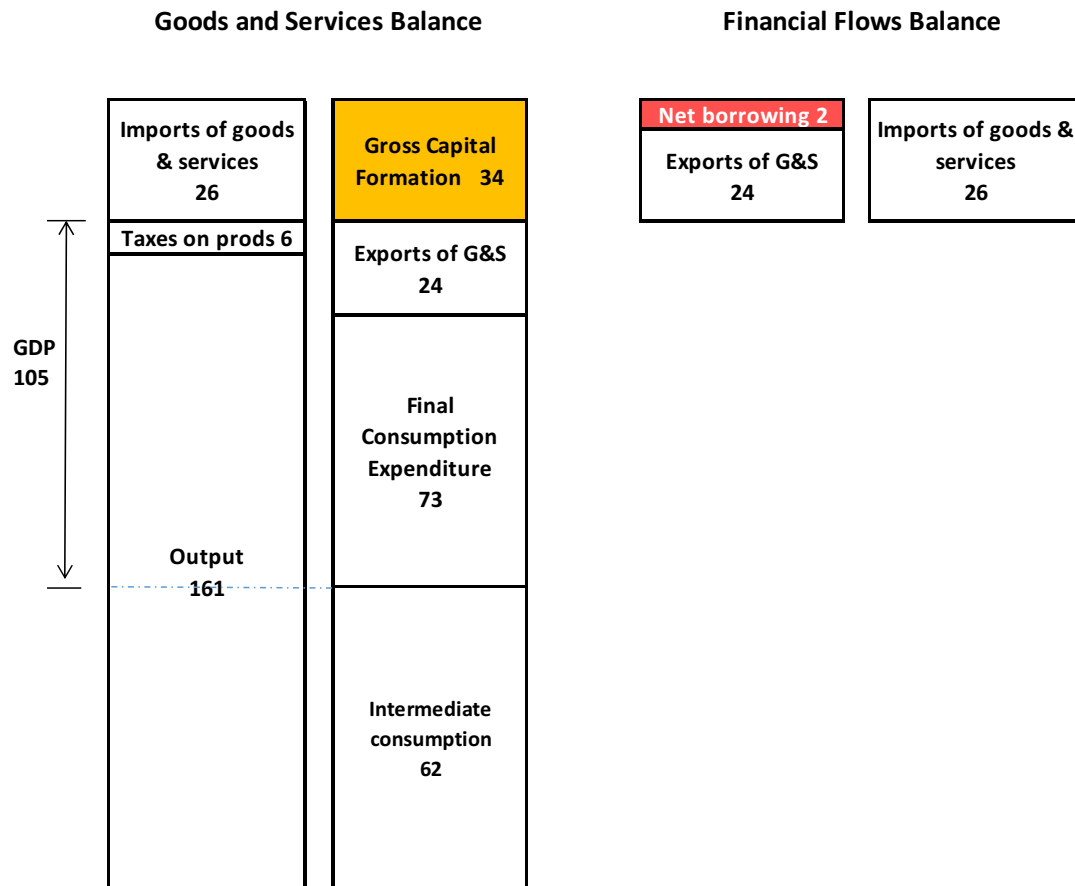 Goods and Services Balance
Financial Flows Balance
Imports of goods
& services
26
Gross Capital
Formation 34
Net borrowing 2
Exports of G&S
24
Imports of goods &
services
26
Taxes on prods 6
Exports of G&S
24
GDP
105
Final
Consumption
Expenditure
73
Output
161
Intermediate
consumption
62